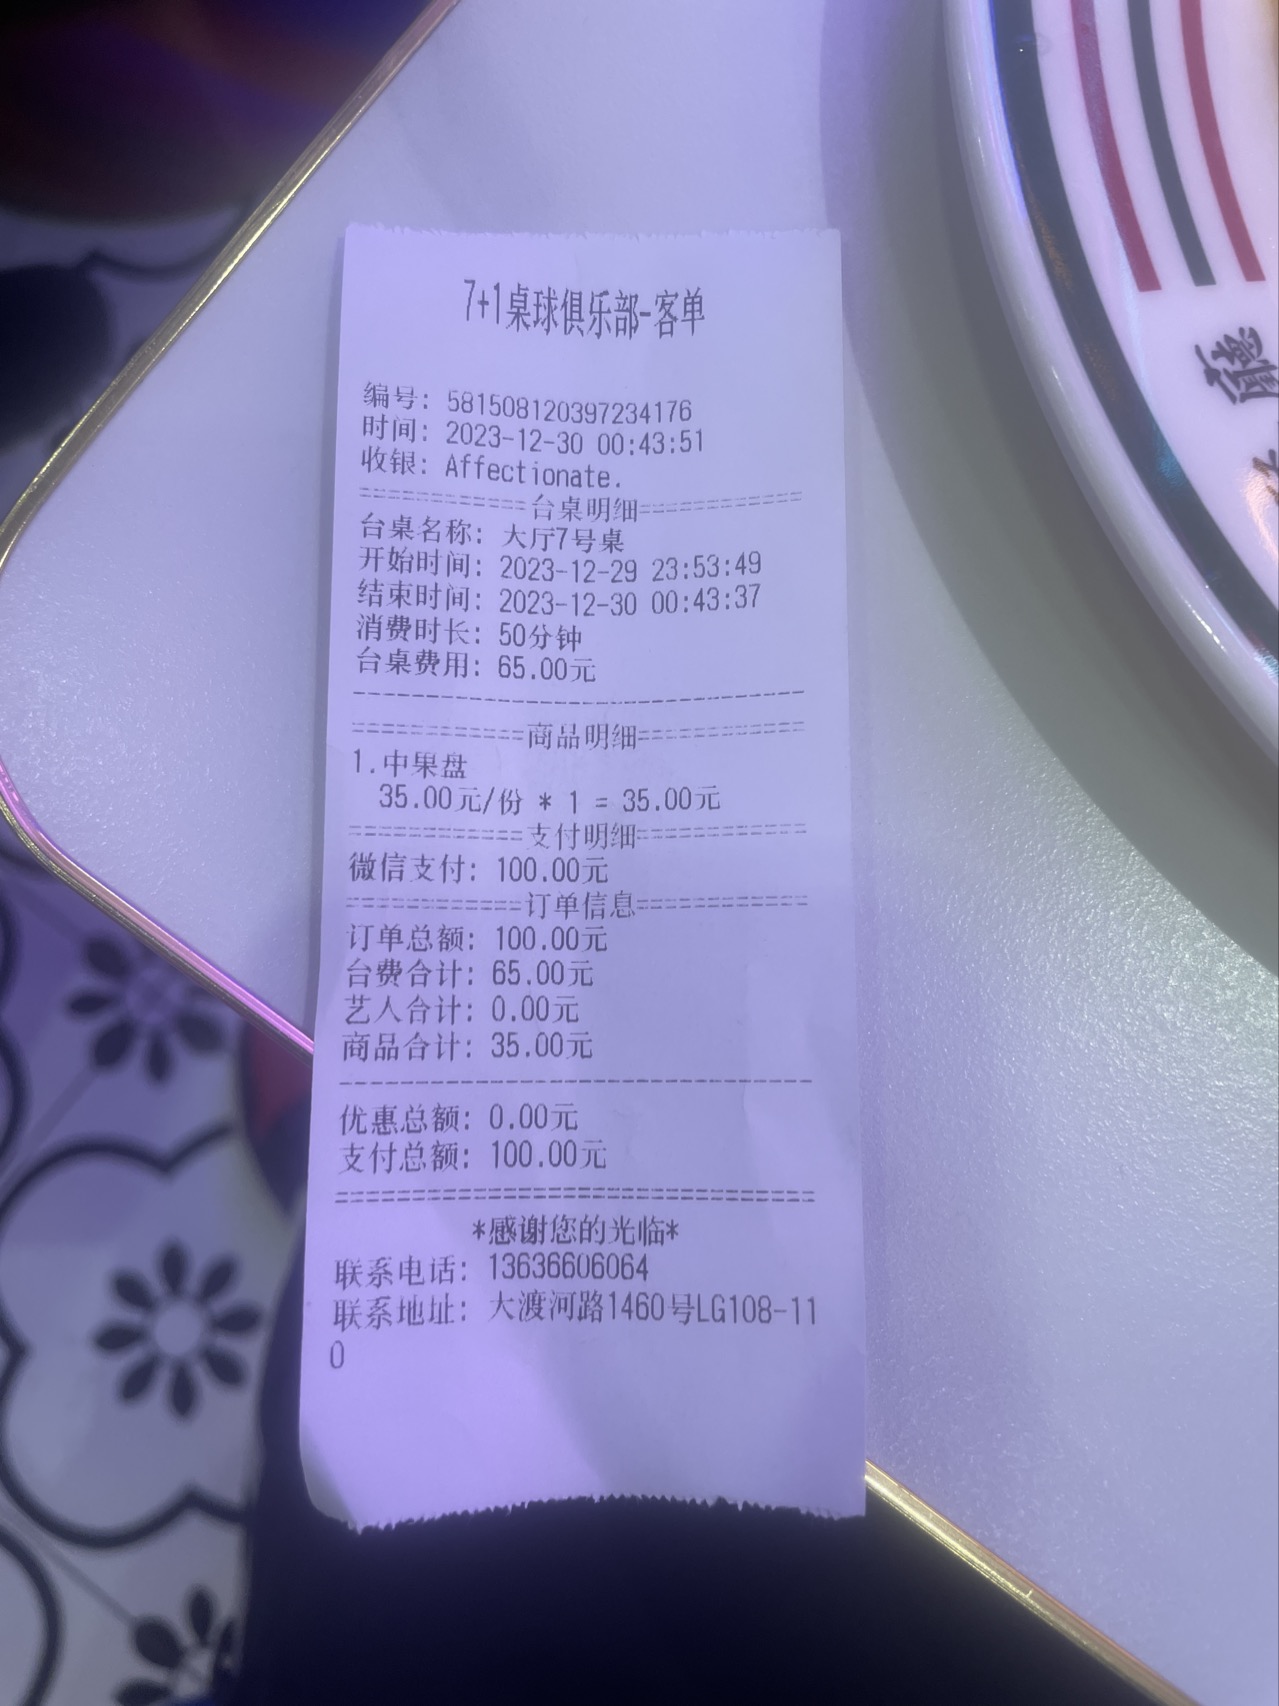 7+1桌球俱乐部-客单
编号: 581508120397234176
时间: 2023-12-30 00:43:51
收银: Affectionate.
============台桌明细============
台桌名称: 大厅7号桌
开始时间: 2023-12-29 23:53:49
结束时间: 2023-12-30 00:43:37
消费时长: 50分钟
台桌费用: 65.00元
--------------------------------
============商品明细============
1.中果盘
35.00元/份 * 1 = 35.00元
============支付明细============
微信支付: 100.00元
============订单信息============
订单总额: 100.00元
台费合计: 65.00元
艺人合计: 0.00元
商品合计: 35.00元
--------------------------------
优惠总额: 0.00元
支付总额: 100.00元
================================
*感谢您的光临*
联系电话: 13636606064
联系地址: 大渡河路1460号LG108-11
0